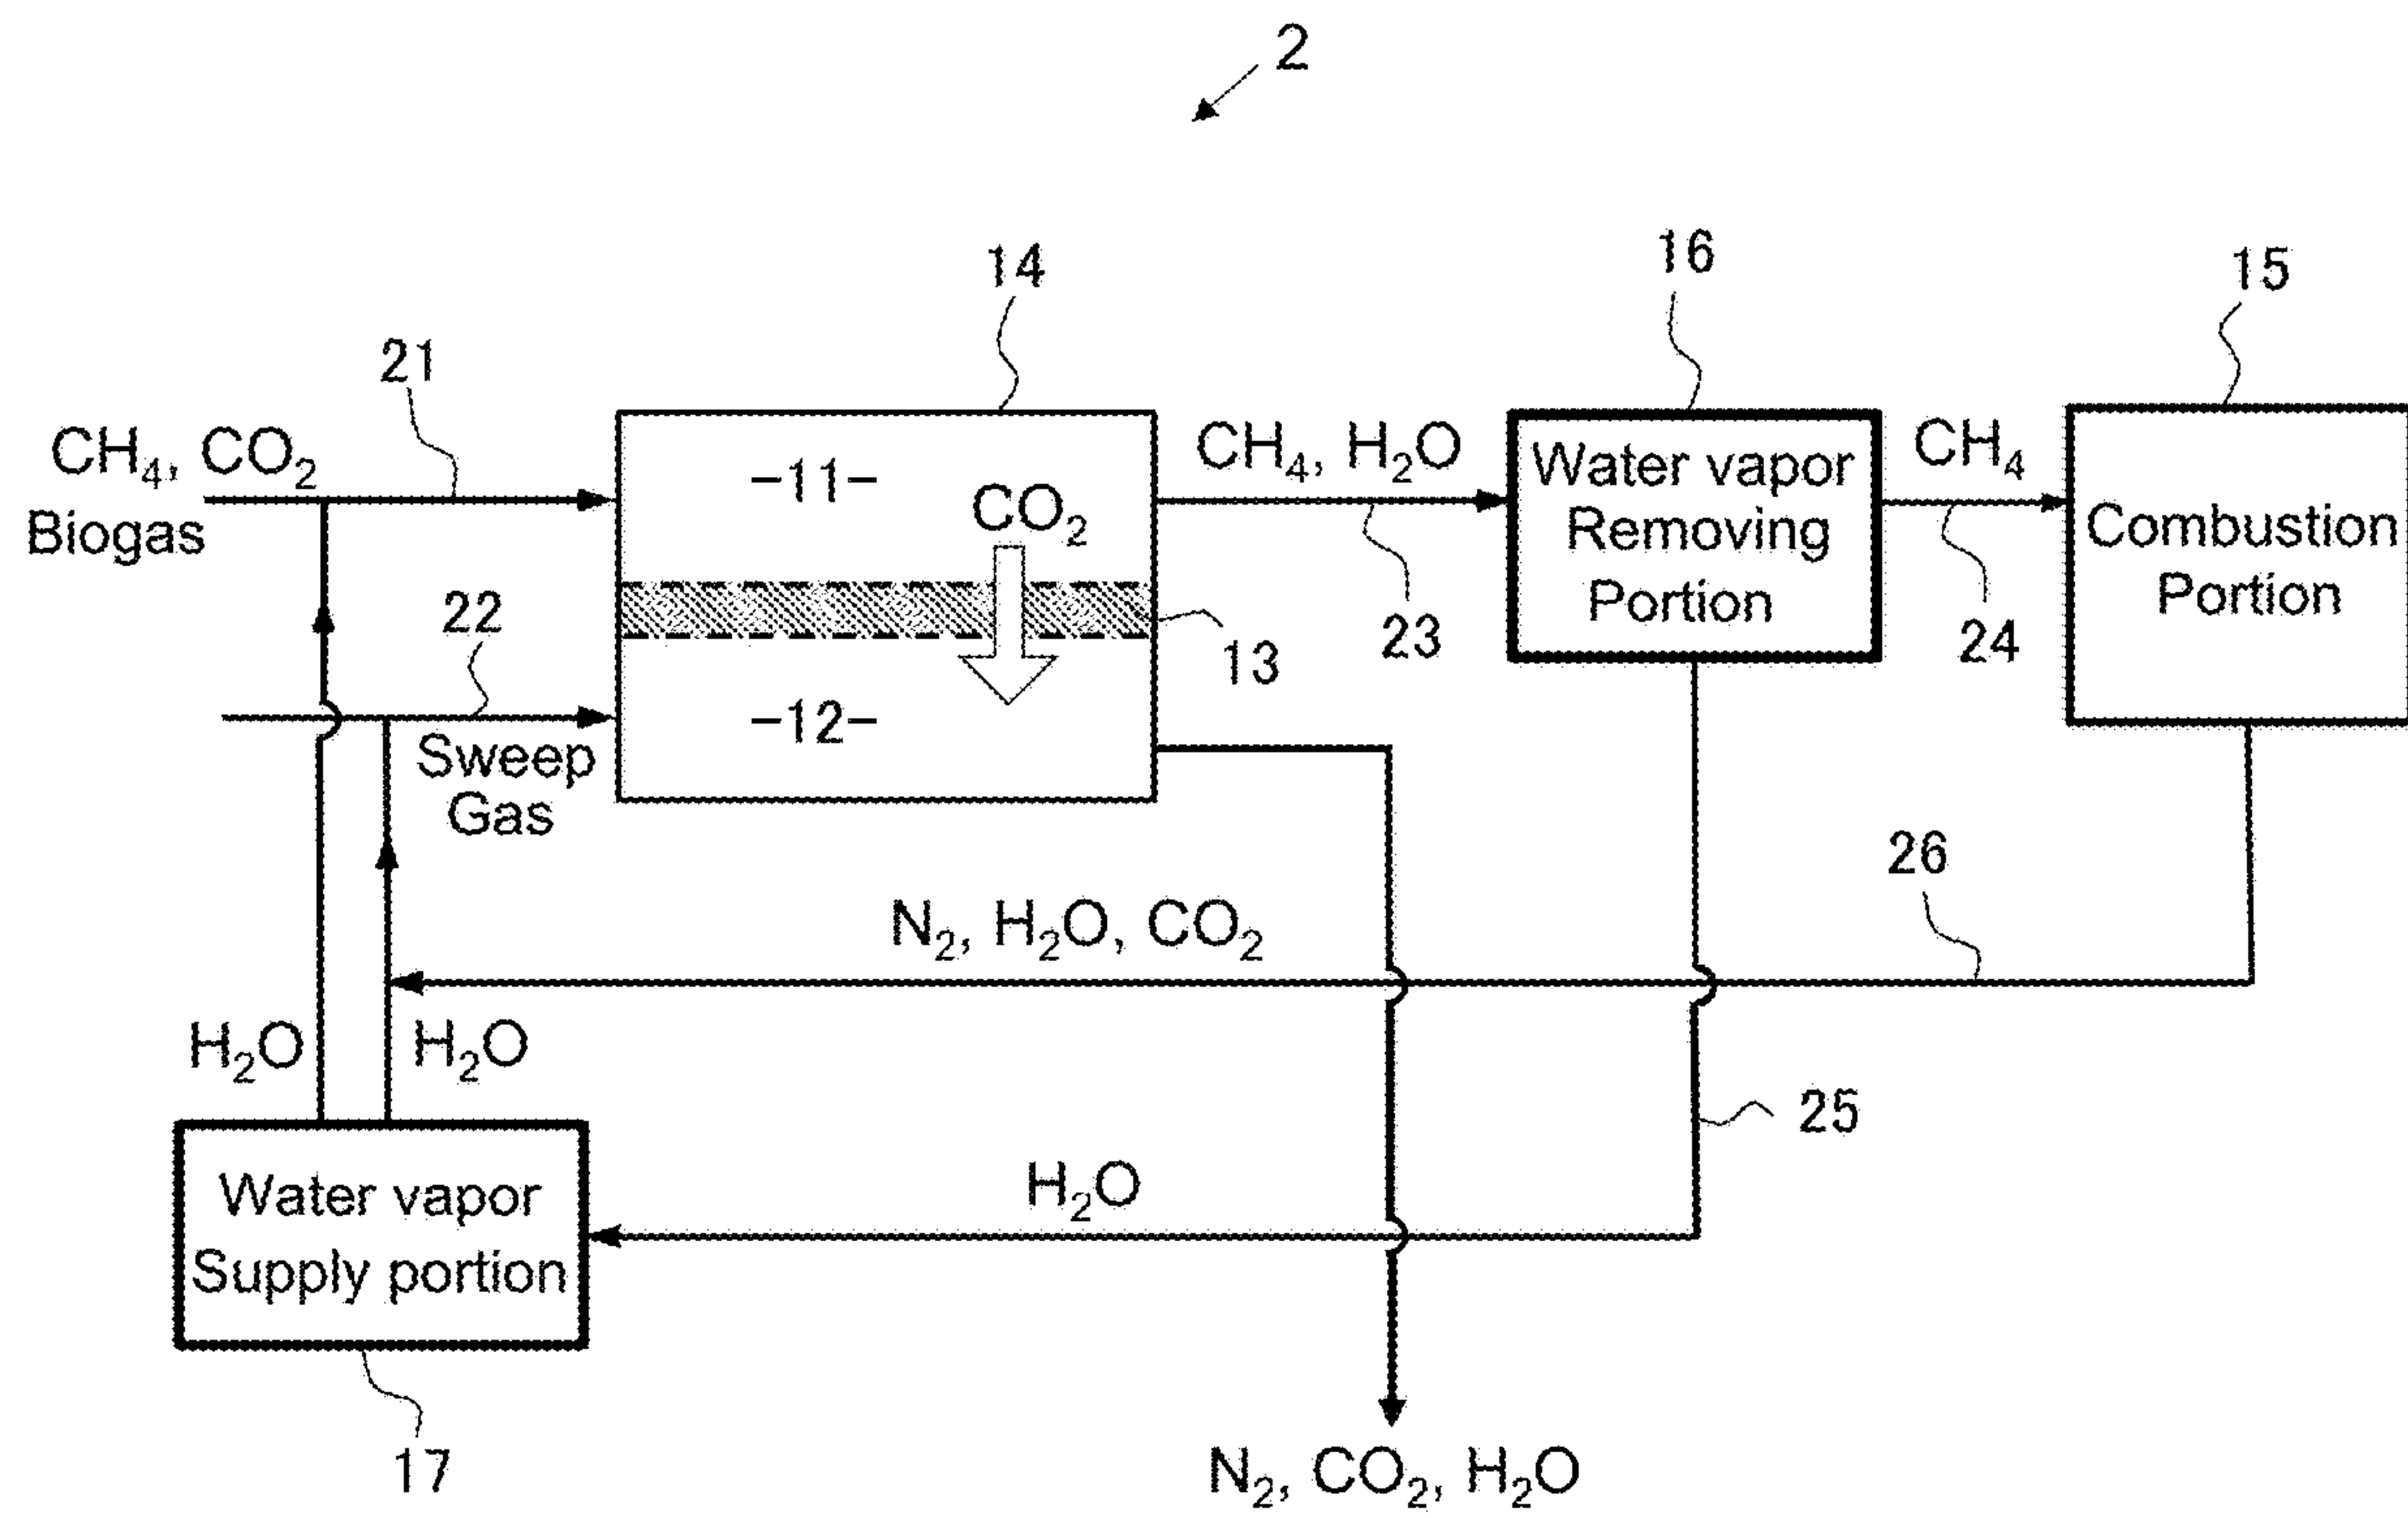 2
14
16
15
21
CH₄, CO₂
Biogas
-11-
CO₂
CH₄, H₂O
Water vapor
Removing
Portion
CH₄
Combustion
Portion
22
13
23
24
-12-
Sweep
Gas
26
N₂, H₂O, CO₂
H₂O
H₂O
25
H₂O
Water vapor
Supply portion
17
N₂, CO₂, H₂O